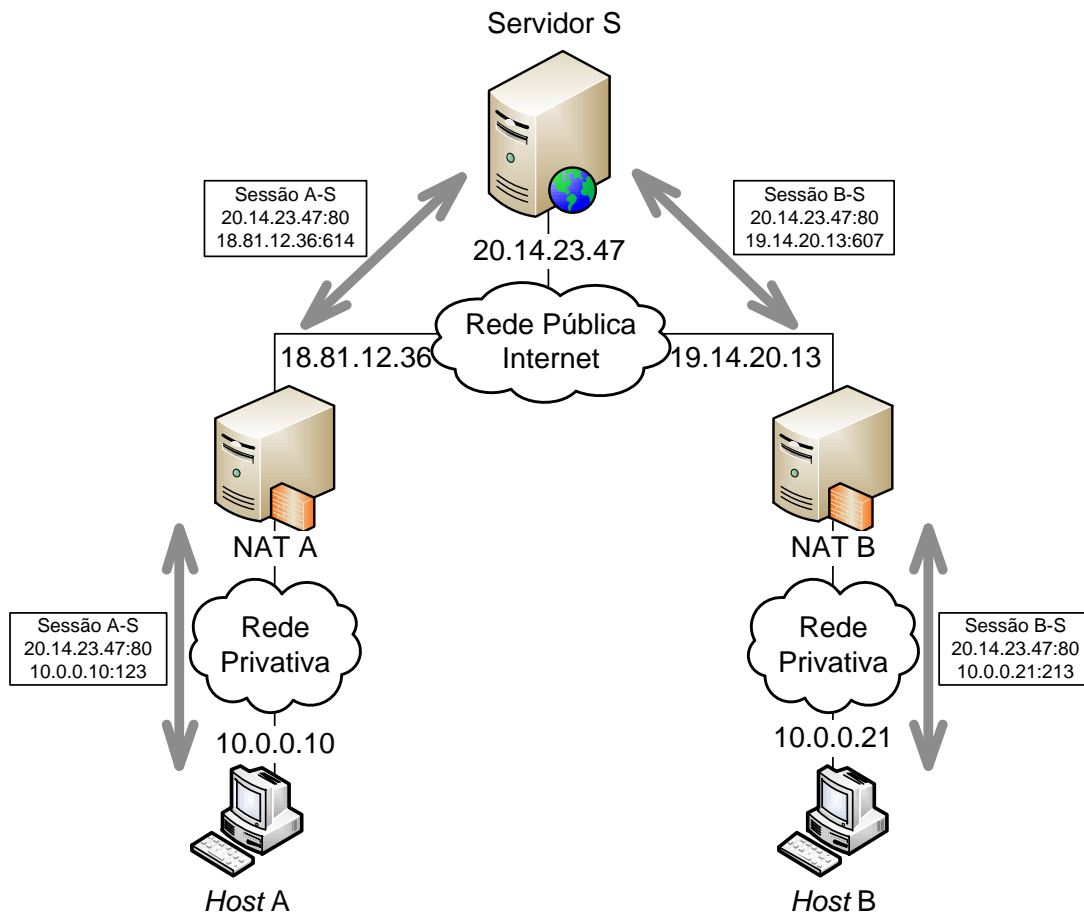 Servidor S
Sessão A-S
20.14.23.47:80
18.81.12.36:614
Sessão B-S
20.14.23.47:80
19.14.20.13:607
20.14.23.47
Rede Pública
Internet
18.81.12.36
19.14.20.13
NAT A
NAT B
Sessão A-S
20.14.23.47:80
10.0.0.10:123
Rede
Privativa
Rede
Privativa
Sessão B-S
20.14.23.47:80
10.0.0.21:213
10.0.0.10
10.0.0.21
Host A
Host B